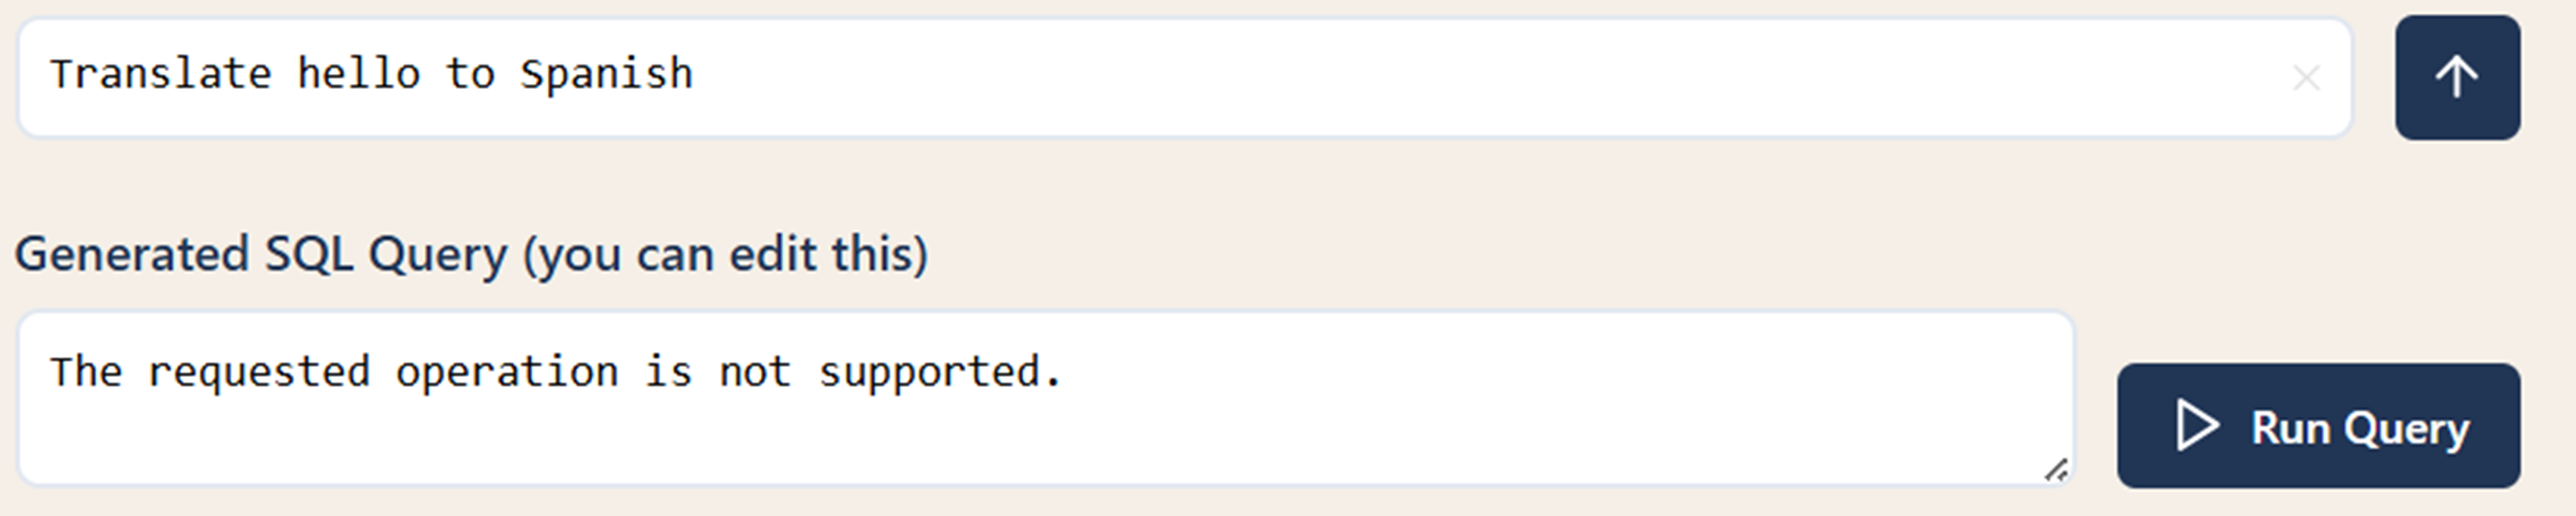 Translate hello to Spanish
Generated SQL Query (you can edit this)
The requested operation is not supported.
Run Query